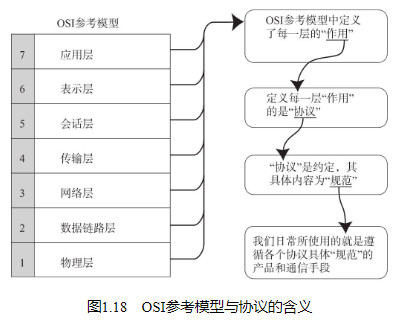 OSI参考模型
7 应用层
6 表示层
5 会话层
4 传输层
3 网络层
2 数据链路层
1 物理层
OSI参考模型中定义
了每一层的“作用”
定义每一层“作用”
的是“协议”
“协议”是约定，其
具体内容为“规范”
我们日常所使用的就是遵
循各个协议具体“规范”的
产品和通信手段
图1.18 OSI参考模型与协议的含义